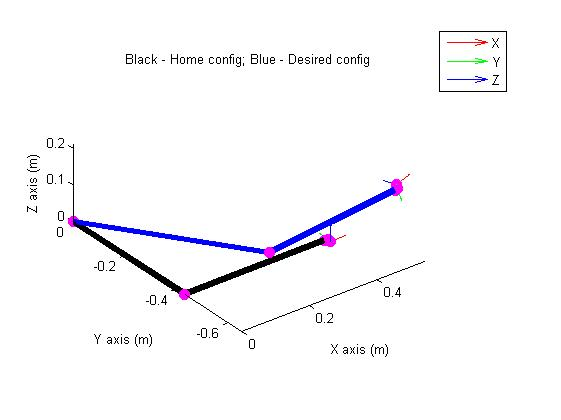 Black - Home config; Blue - Desired config
X
Y
Z
0.2
0.1
0
Z axis (m)
0
-0.2
-0.4
-0.6
Y axis (m)
0
0.2
0.4
X axis (m)